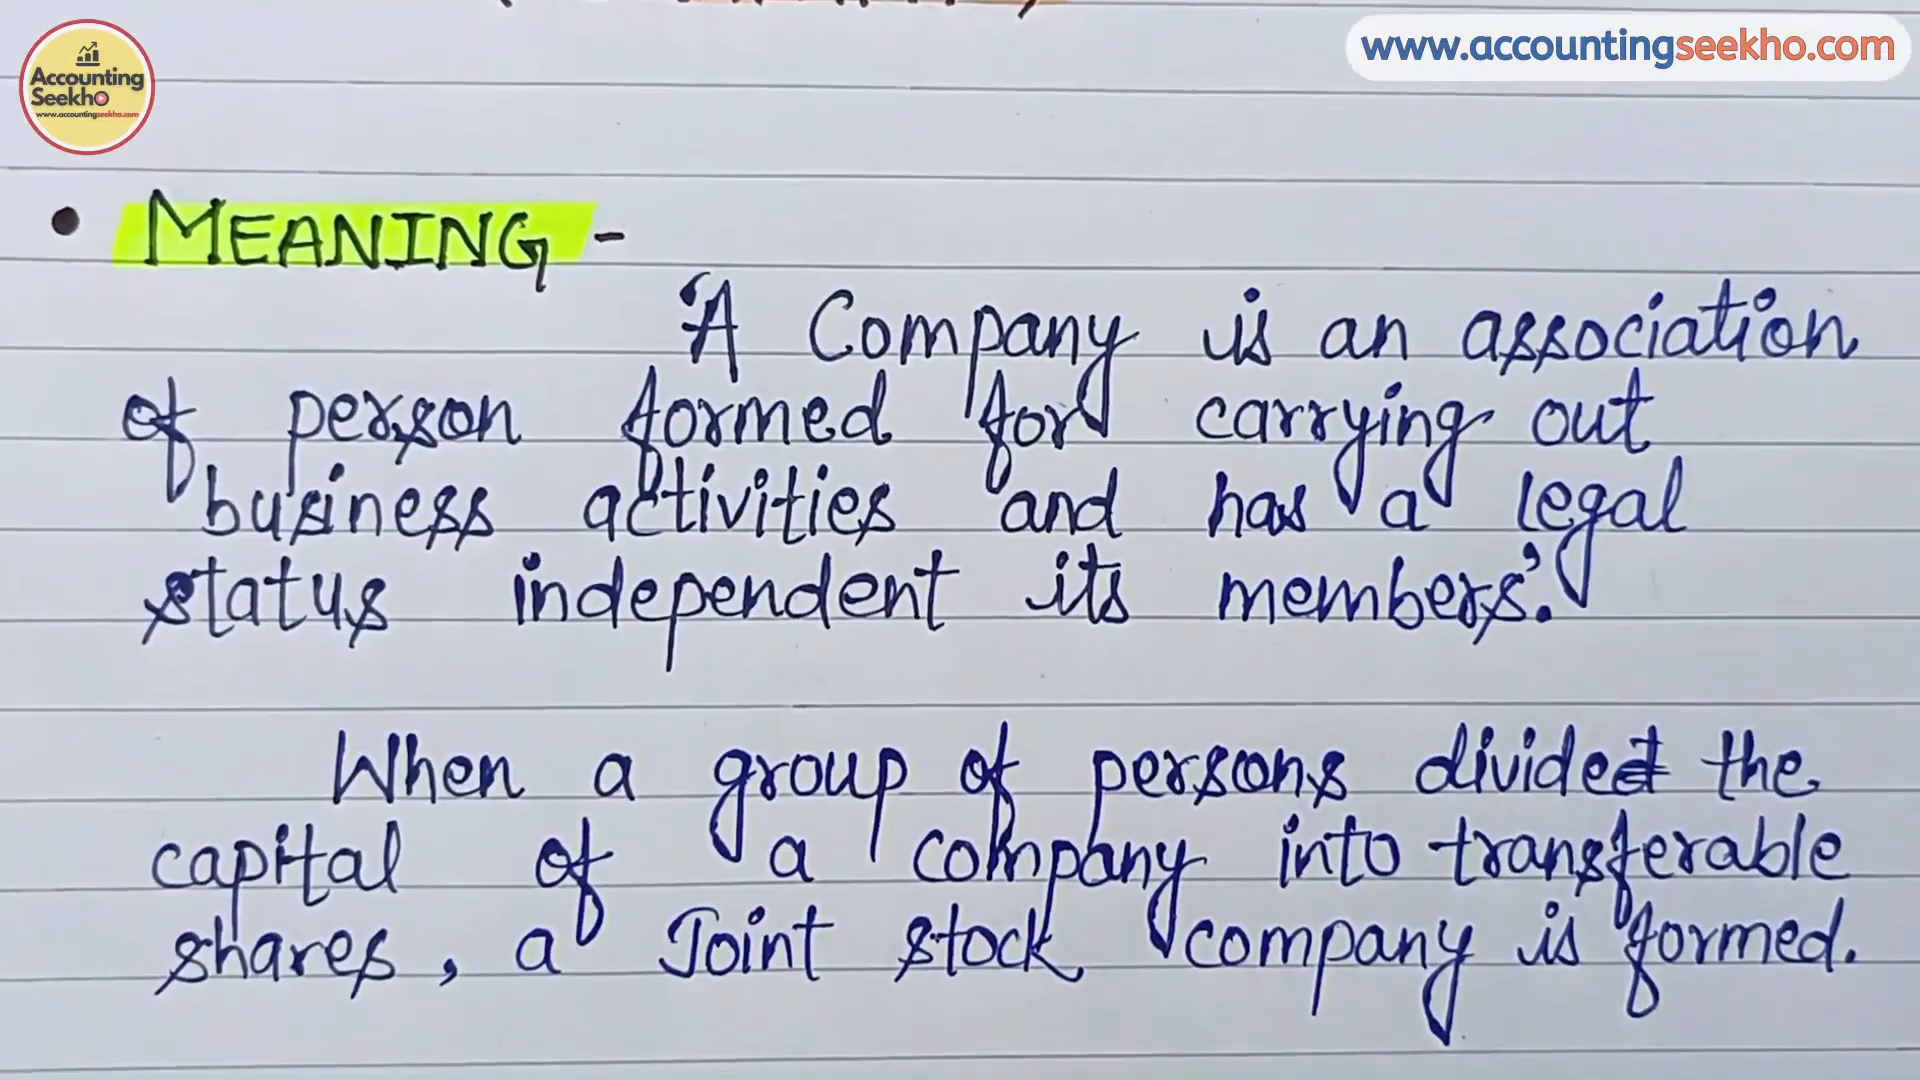 Accounting
Seekho
www.accountingseekho.com
www.accountingseekho.com
• MEANING -
'A Company is an association
of person formed for carrying out
business activities and has a legal
status independent its members'.
When a group of persons divided the
capital of a company into transferable
shares, a Joint stock company is formed.